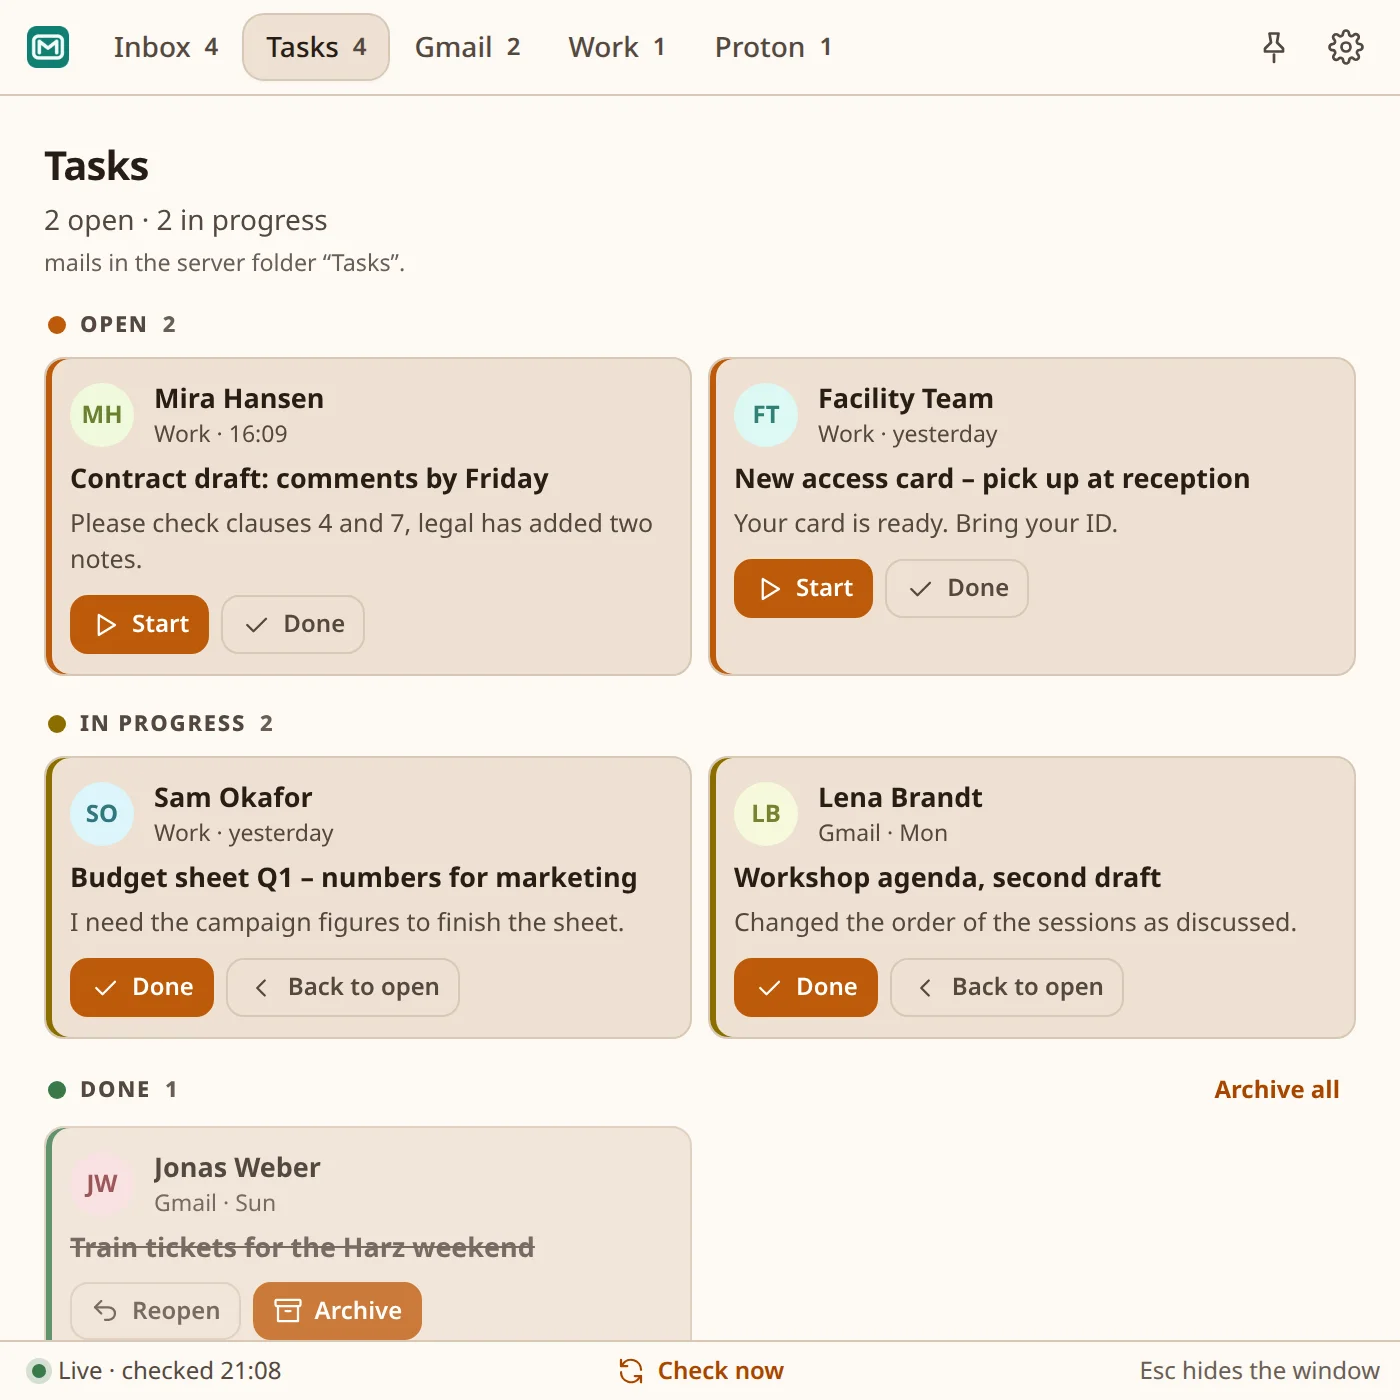 Inbox 4 Tasks 4 Gmail 2 Work 1 Proton 1
Tasks
2 open · 2 in progress
mails in the server folder “Tasks”.
OPEN 2
MH Mira Hansen
Work · 16:09
Contract draft: comments by Friday
Please check clauses 4 and 7, legal has added two
notes.
Start Done
FT Facility Team
Work · yesterday
New access card – pick up at reception
Your card is ready. Bring your ID.
Start Done
IN PROGRESS 2
SO Sam Okafor
Work · yesterday
Budget sheet Q1 – numbers for marketing
I need the campaign figures to finish the sheet.
Done Back to open
LB Lena Brandt
Gmail · Mon
Workshop agenda, second draft
Changed the order of the sessions as discussed.
Done Back to open
DONE 1 Archive all
JW Jonas Weber
Gmail · Sun
Train tickets for the Harz weekend
Reopen Archive
Live · checked 21:08 Check now Esc hides the window